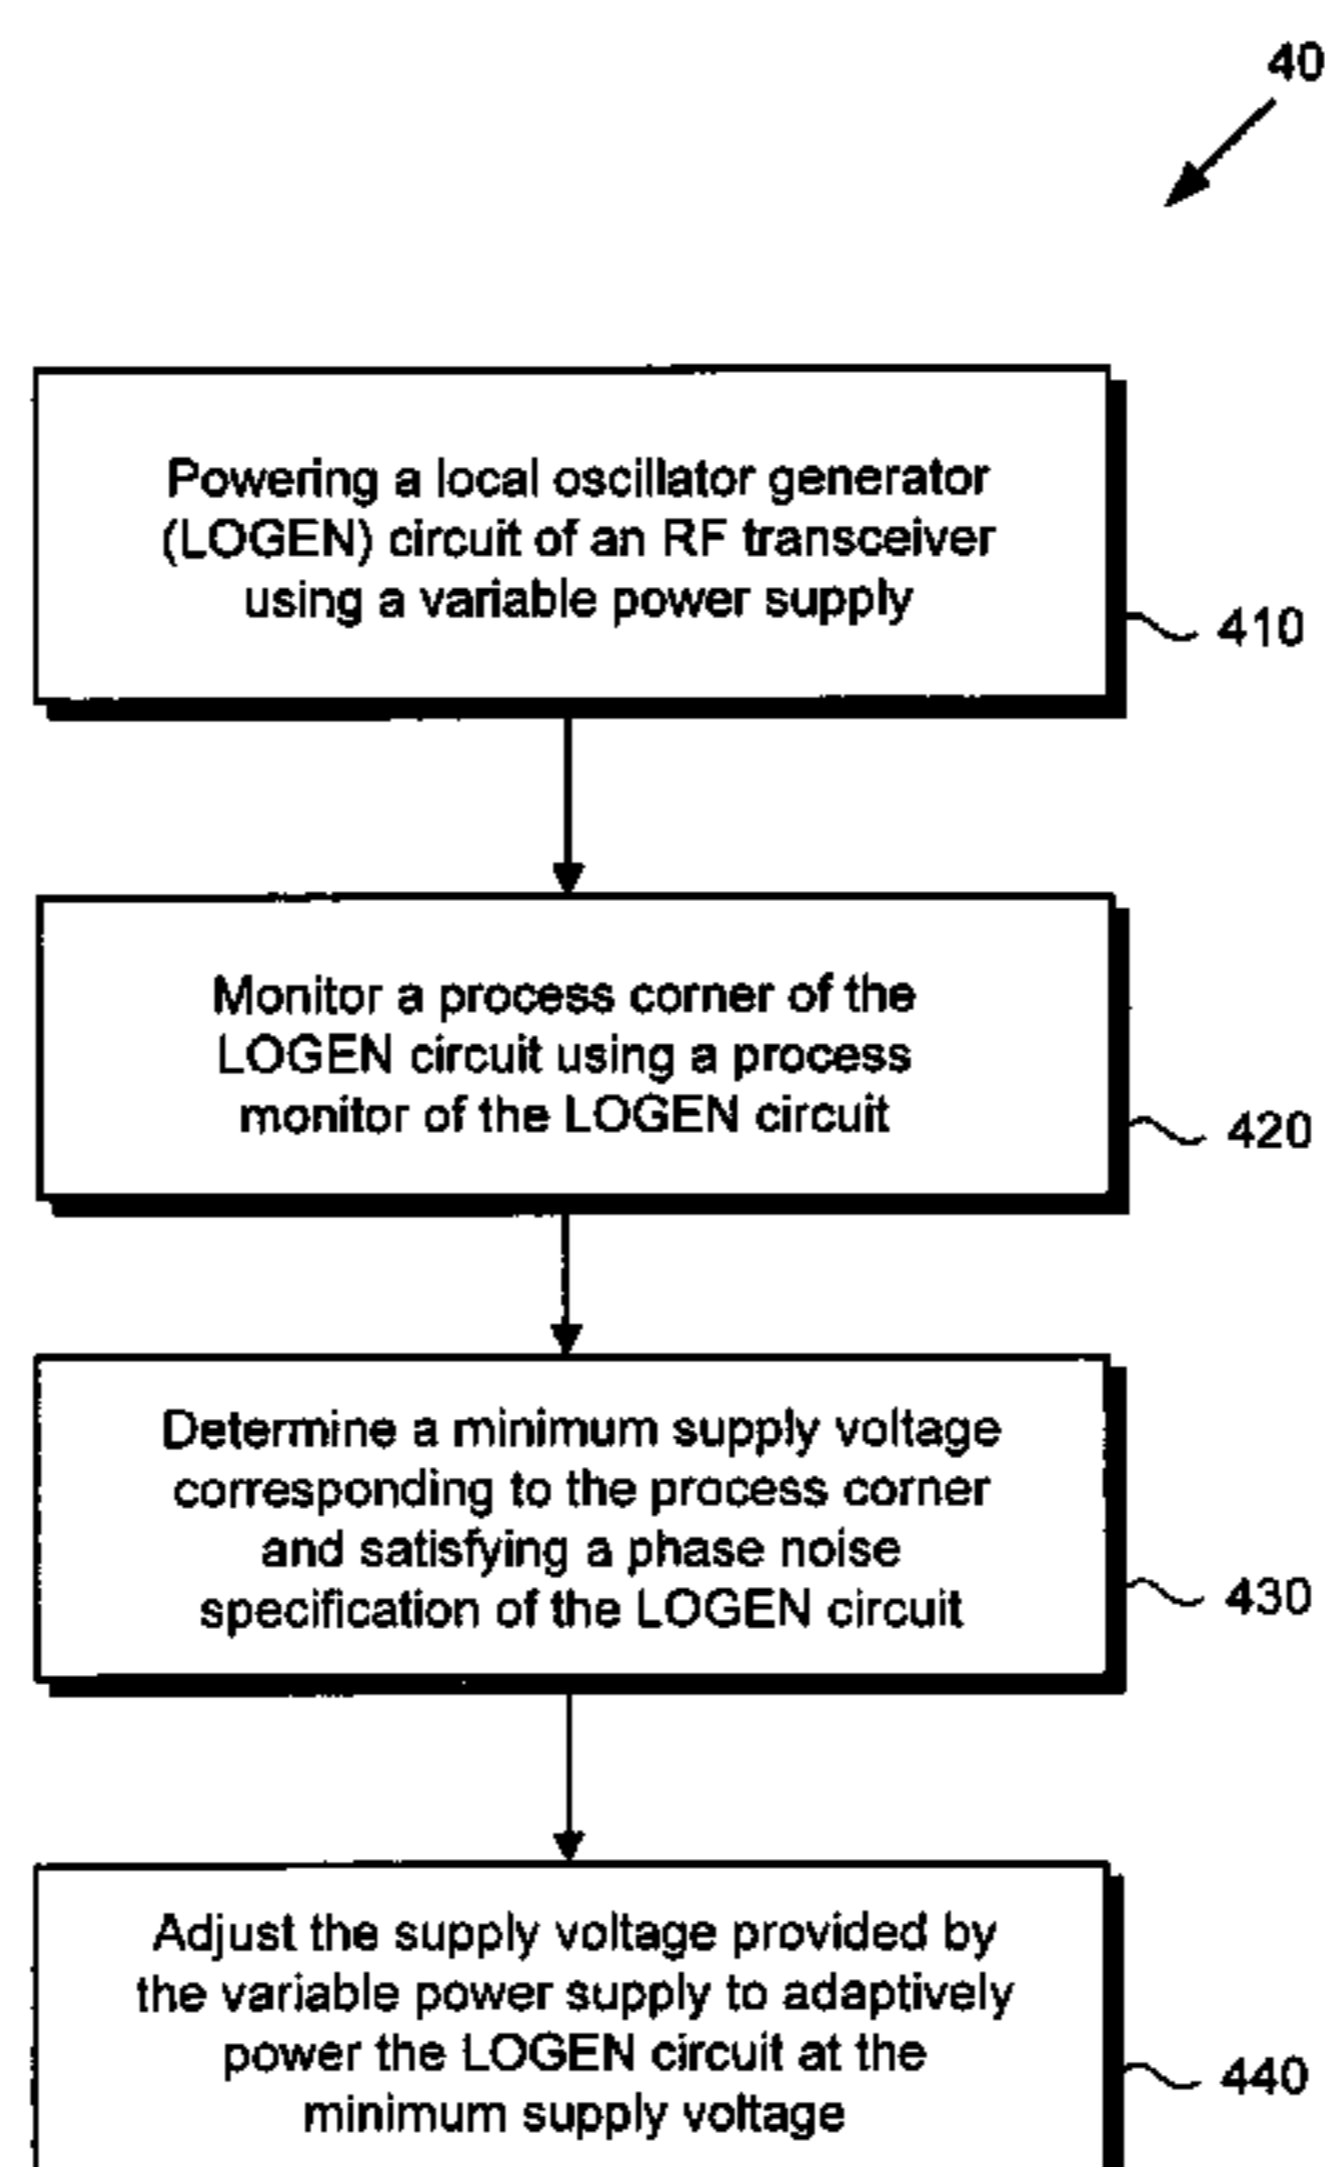 40
Powering a local oscillator generator
(LOGEN) circuit of an RF transceiver
using a variable power supply
410
Monitor a process corner of the
LOGEN circuit using a process
monitor of the LOGEN circuit
420
Determine a minimum supply voltage
corresponding to the process corner
and satisfying a phase noise
specification of the LOGEN circuit
430
Adjust the supply voltage provided by
the variable power supply to adaptively
power the LOGEN circuit at the
minimum supply voltage
440